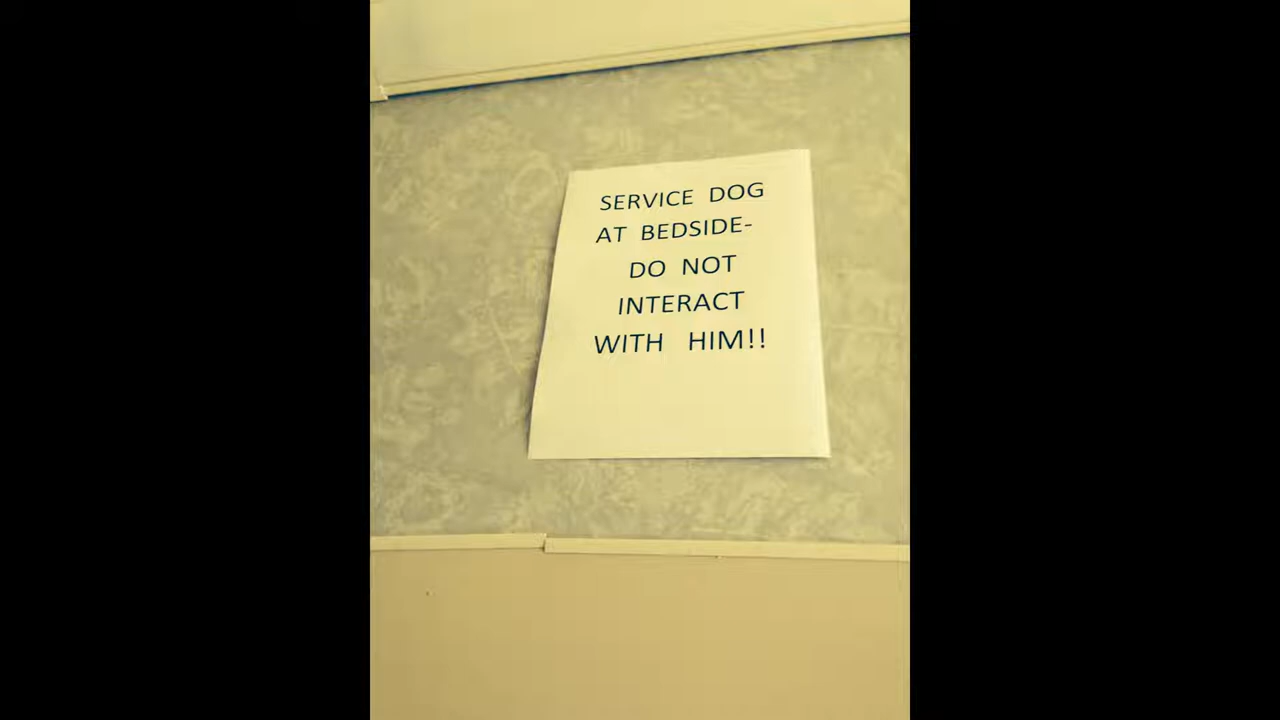 SERVICE DOG
AT BEDSIDE-
DO NOT
INTERACT
WITH HIM!!